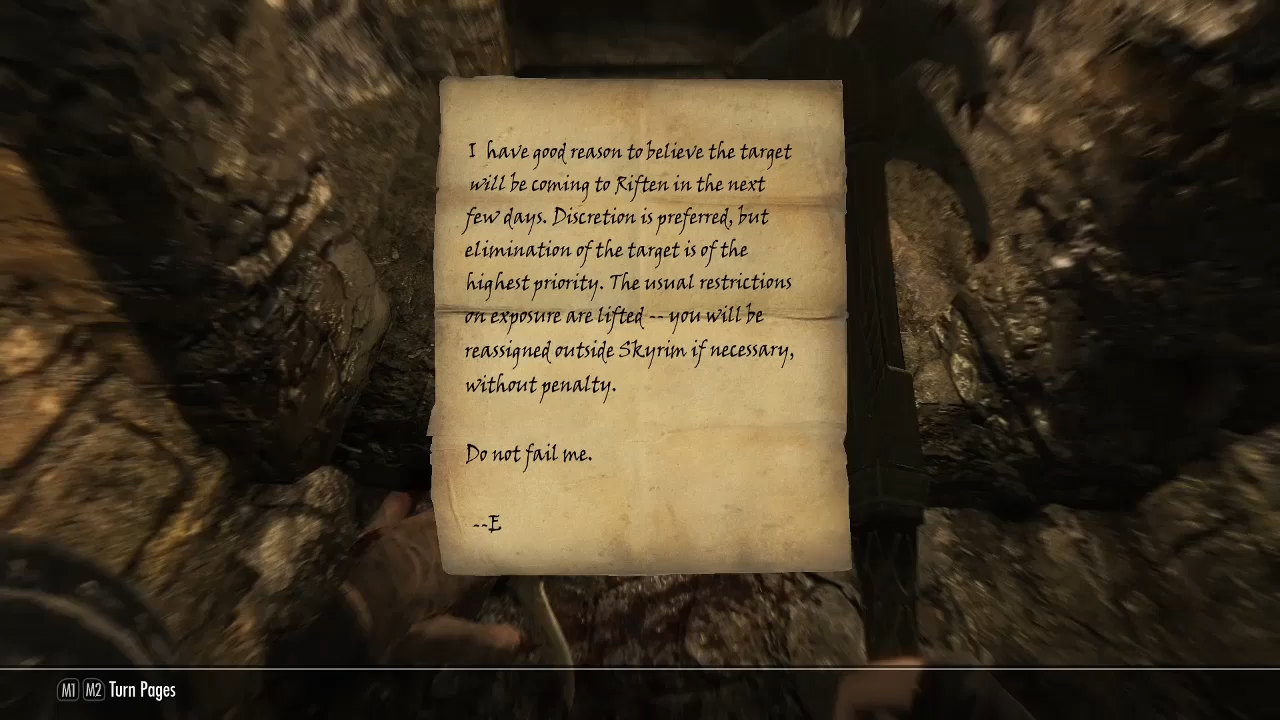 I have good reason to believe the target
will be coming to Riften in the next
few days. Discretion is preferred, but
elimination of the target is of the
highest priority. The usual restrictions
on exposure are lifted -- you will be
reassigned outside Skyrim if necessary,
without penalty.
Do not fail me.
--E
M1 M2 Turn Pages